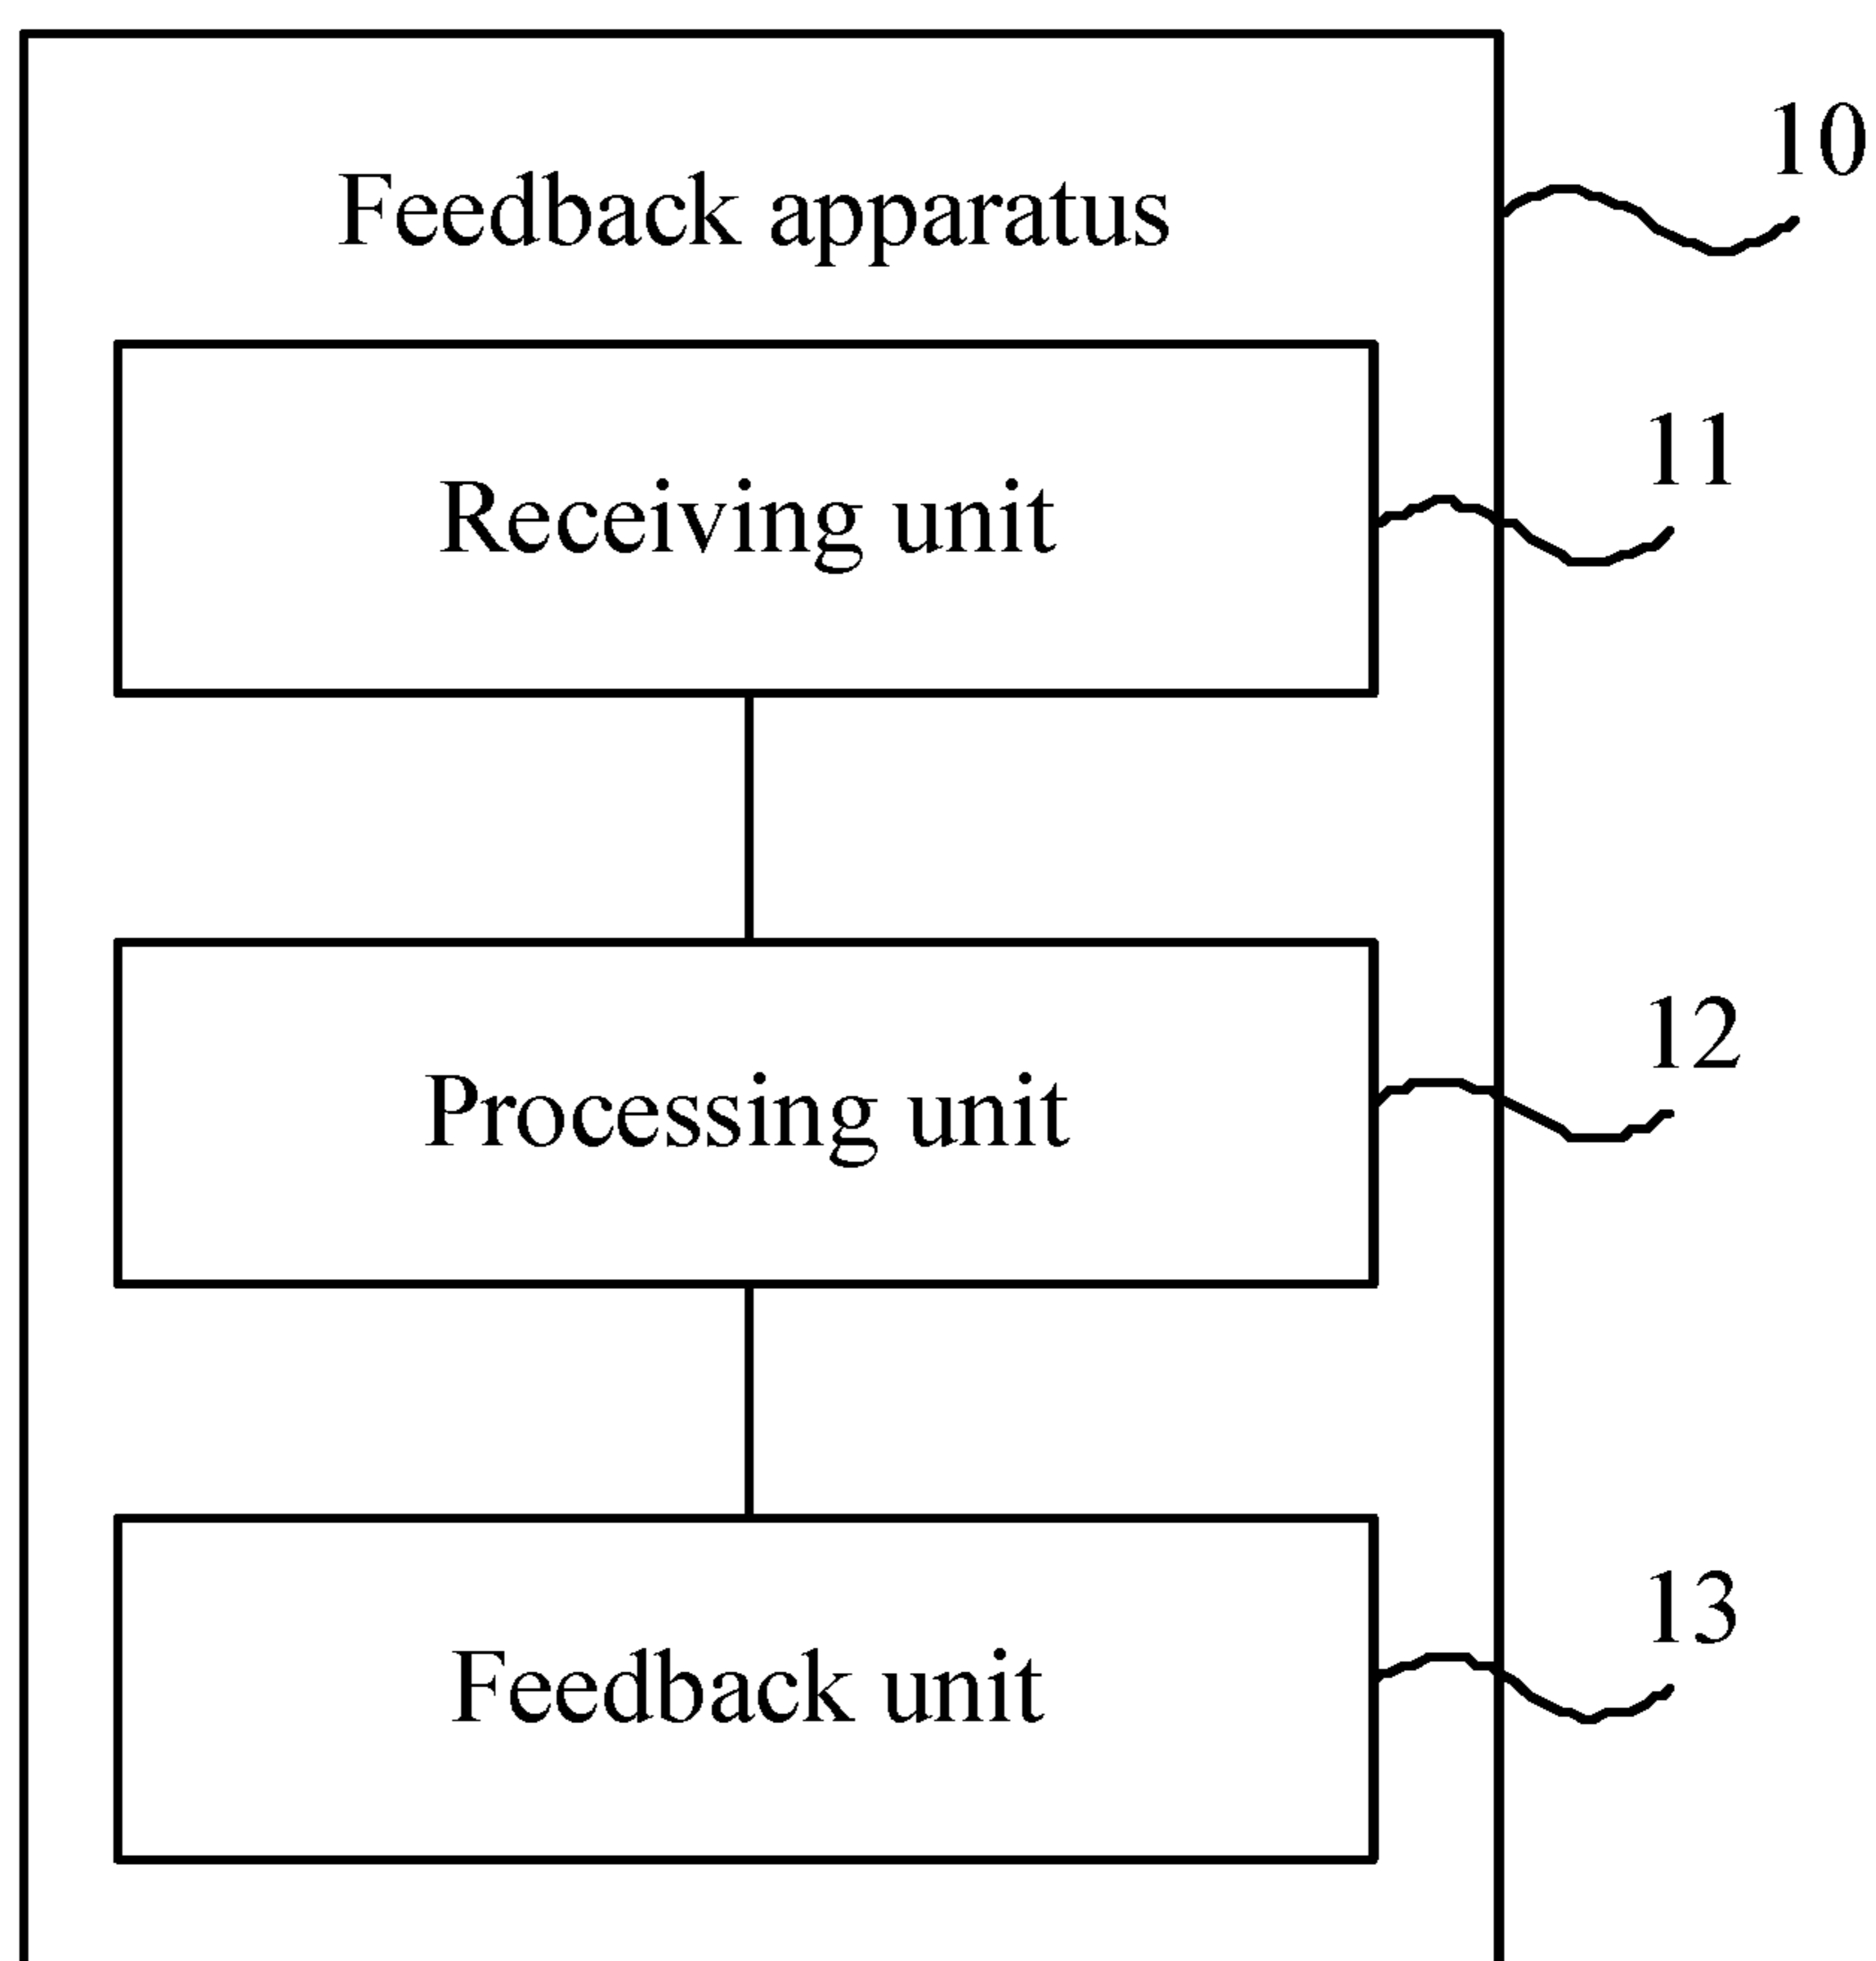 10
Feedback apparatus
11
Receiving unit
12
Processing unit
13
Feedback unit